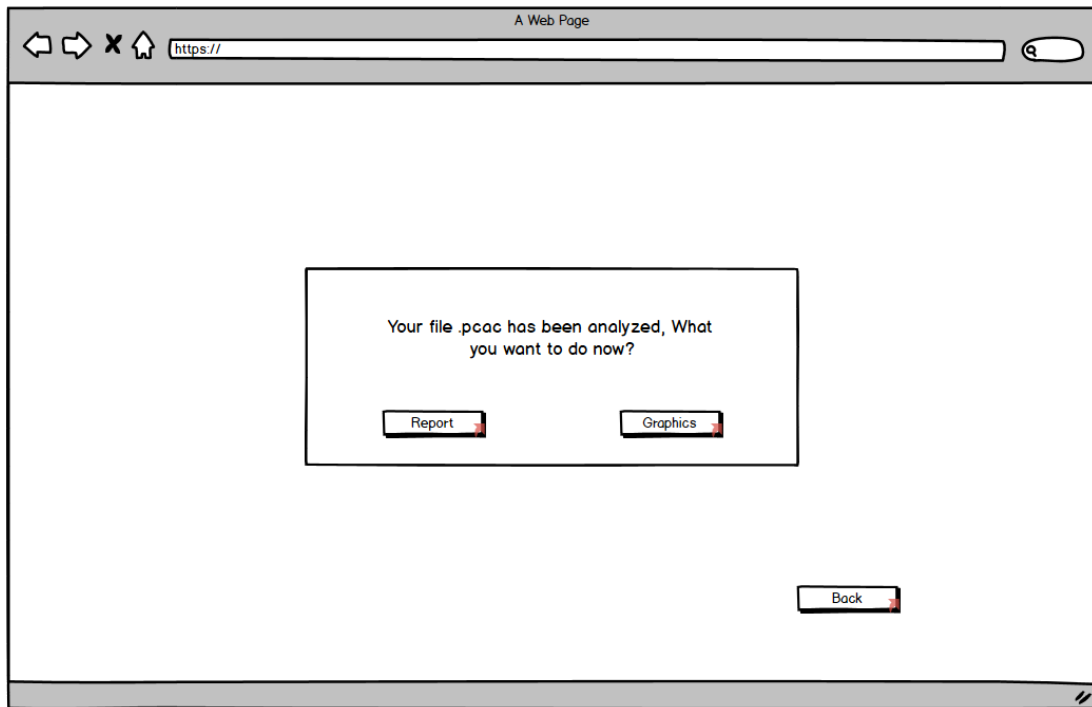 A Web Page
https://
Your file .pcac has been analyzed, What
you want to do now?
Report
Graphics
Back